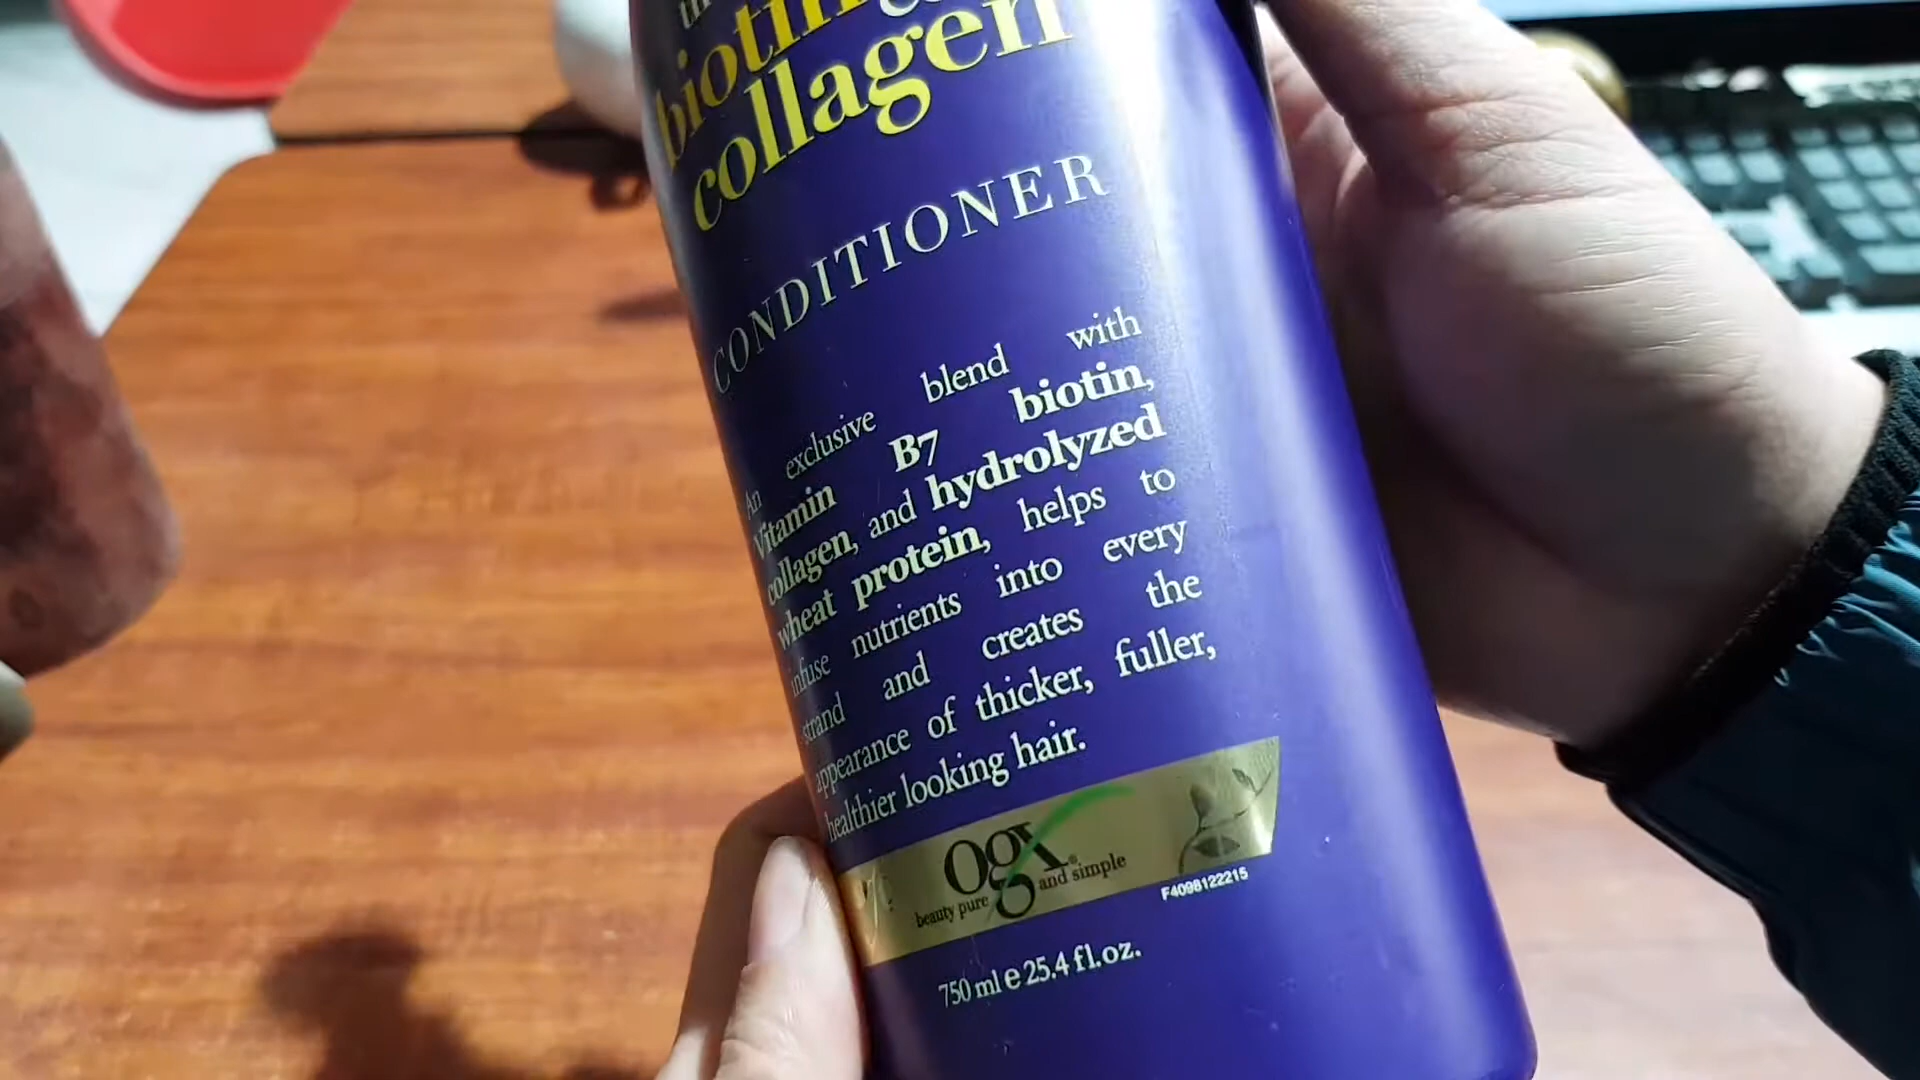 biotin
collagen
CONDITIONER
An exclusive blend with
Vitamin B7 biotin,
collagen, and hydrolyzed
wheat protein, helps to
infuse nutrients into every
strand and creates the
appearance of thicker, fuller,
healthier looking hair.
ogx®
beauty pure and simple
F4098122215
750 ml e 25.4 fl.oz.